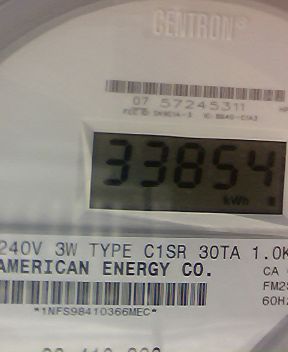 CENTRON®
07 57245311
33854
kWh
240V 3W TYPE C1SR 30TA 1.0K
AMERICAN ENERGY CO.
CA
FM2S
60Hz
*1NFS98410366MEC*